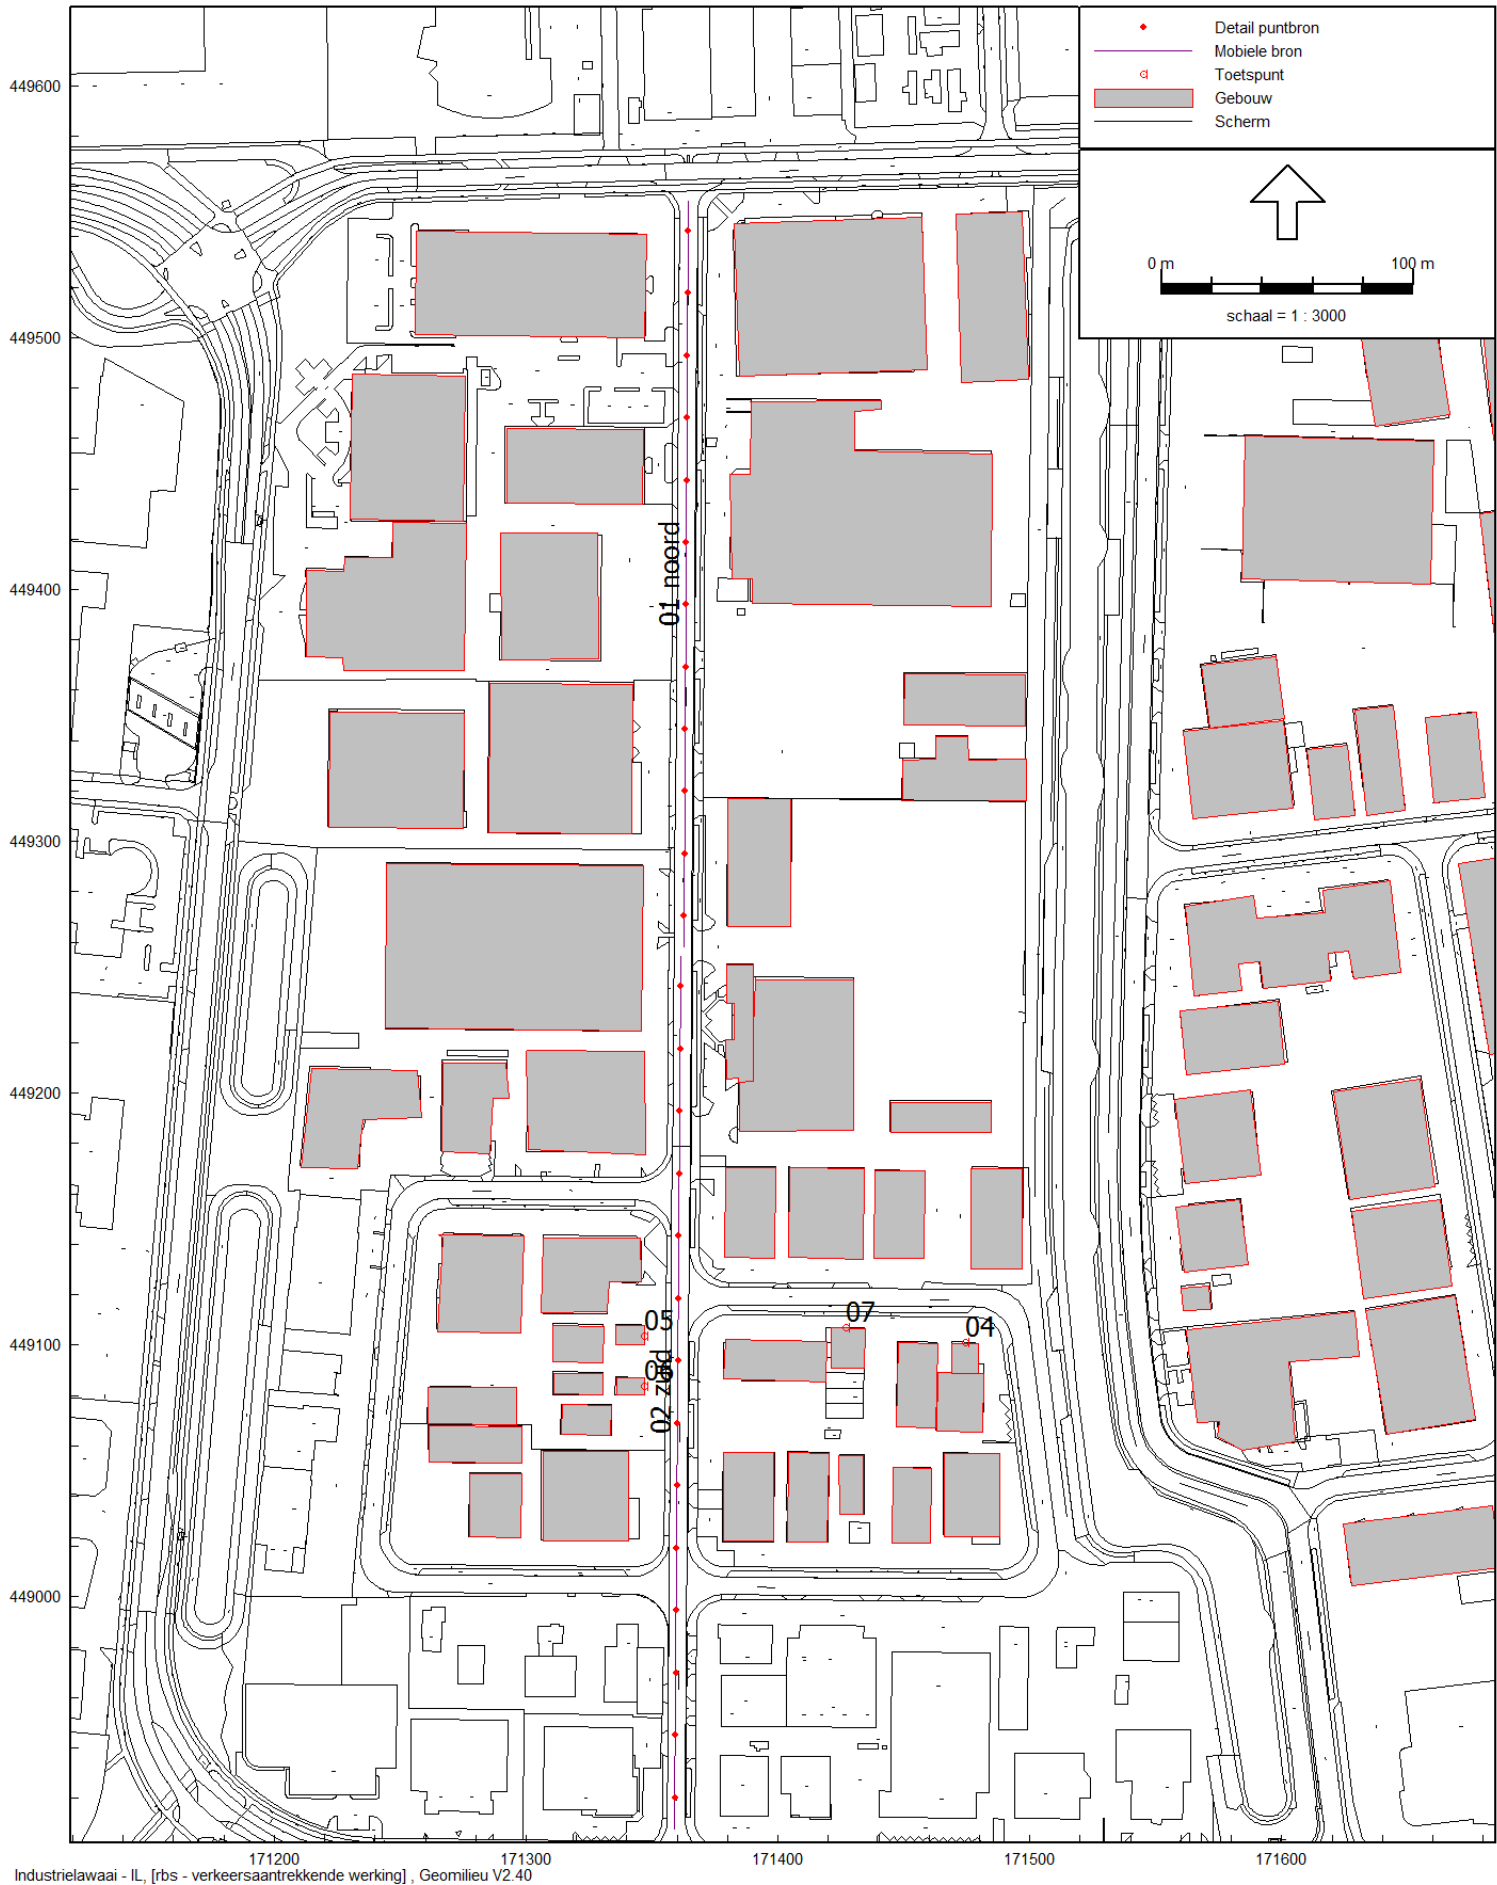 Detail puntbron
Mobiele bron
Toetspunt
Gebouw
Scherm
0 m 100 m
schaal = 1 : 3000
449600
449500
449400
449300
449200
449100
449000
01 noord
05
02 zuid
07
04
171200 171300 171400 171500 171600
Industrielawaai - IL, [rbs - verkeersaantrekkende werking] , Geomilieu V2.40